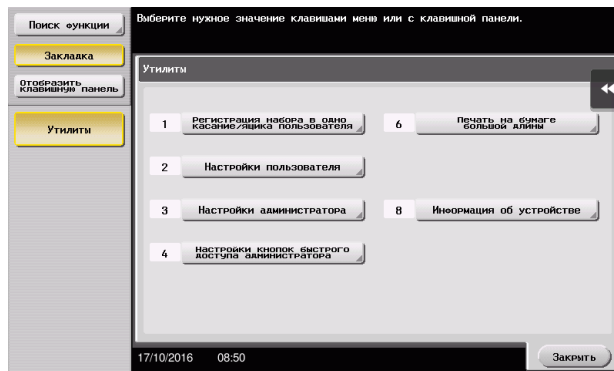 Выберите нужное значение клавишами меню или с клавишной панели.
Поиск функции
Закладка
Отобразить
клавишную панель
Утилиты
Утилиты
1 Регистрация набора в одно
касание/ящика пользователя
6 Печать на бумаге
большой длины
2 Настройки пользователя
3 Настройки администратора
8 Информация об устройстве
4 Настройки кнопок быстрого
доступа администратора
17/10/2016 08:50
Закрыть